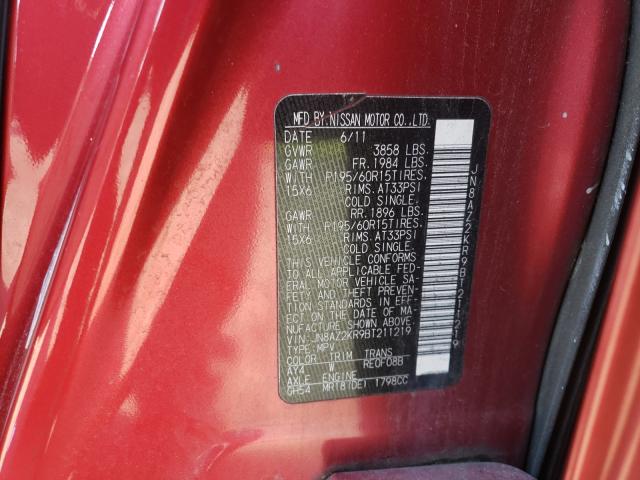 MFD BY NISSAN MOTOR CO.,LTD.
DATE 6/11
GVWR 3858 LBS.
GAWR FR. 1984 LBS.
WITH P195/60R15TIRES.
15X6 RIMS. AT33PSI
COLD SINGLE.
GAWR RR. 1896 LBS.
WITH P195/60R15TIRES.
15X6 RIMS. AT33PSI
COLD SINGLE.
THIS VEHICLE CONFORMS
TO ALL APPLICABLE FED-
ERAL MOTOR VEHICLE SA-
FETY AND THEFT PREVEN-
TION STANDARDS IN EFF-
ECT ON THE DATE OF MA-
NUFACTURE SHOWN ABOVE.
VIN:JN8AZ2KR9BT211219
TYPE MPV
COLOR TRIM TRANS
AY4 W RE0F08B
AXLE ENGINE
GH54 MR18(DE) 1798CC
JN8AZ2KR9BT211219